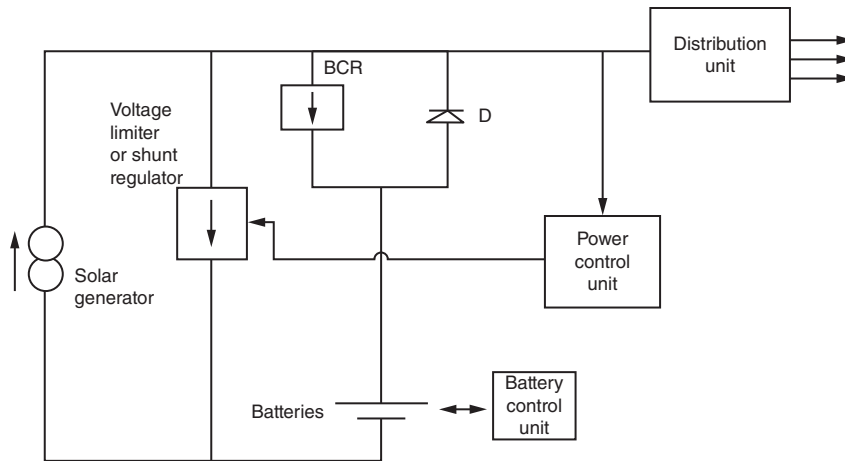 Distribution
unit
BCR
D
Voltage
limiter
or shunt
regulator
Power
control
unit
Solar
generator
Batteries
Battery
control
unit